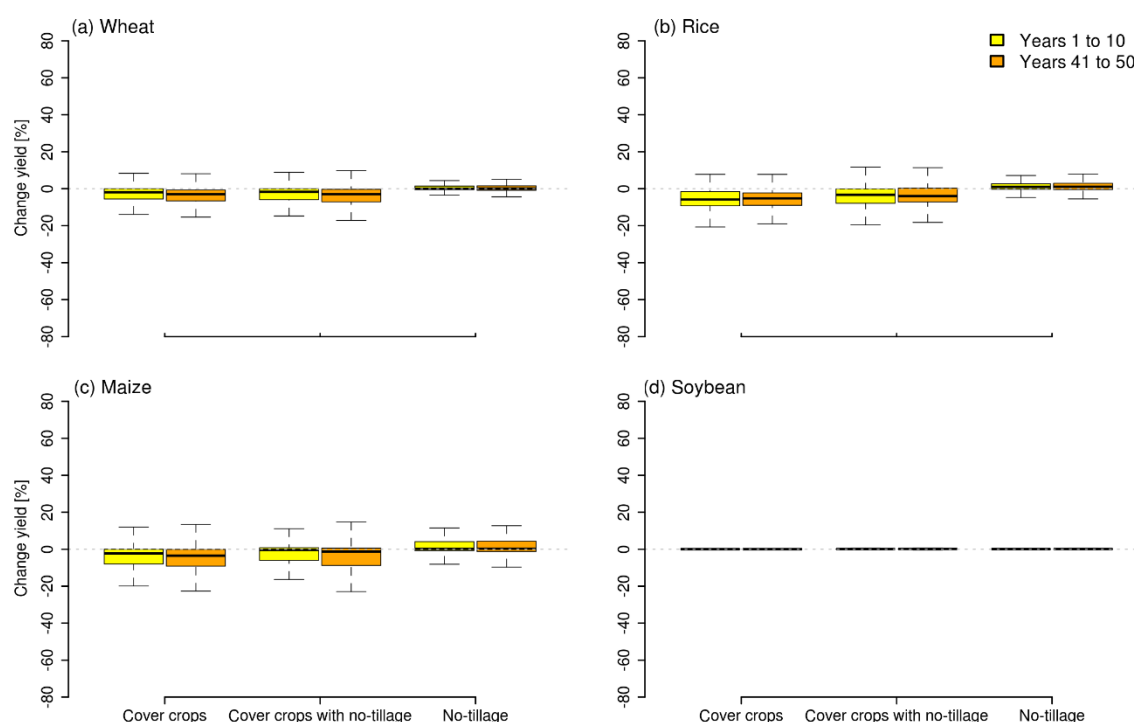 (a) Wheat
Change yield [%]
80
60
40
20
0
-20
-40
-60
-80
(b) Rice
Years 1 to 10
Years 41 to 50
80
60
40
20
0
-20
-40
-60
-80
(c) Maize
Change yield [%]
80
60
40
20
0
-20
-40
-60
-80
Cover crops
Cover crops with no-tillage
No-tillage
(d) Soybean
80
60
40
20
0
-20
-40
-60
-80
Cover crops
Cover crops with no-tillage
No-tillage